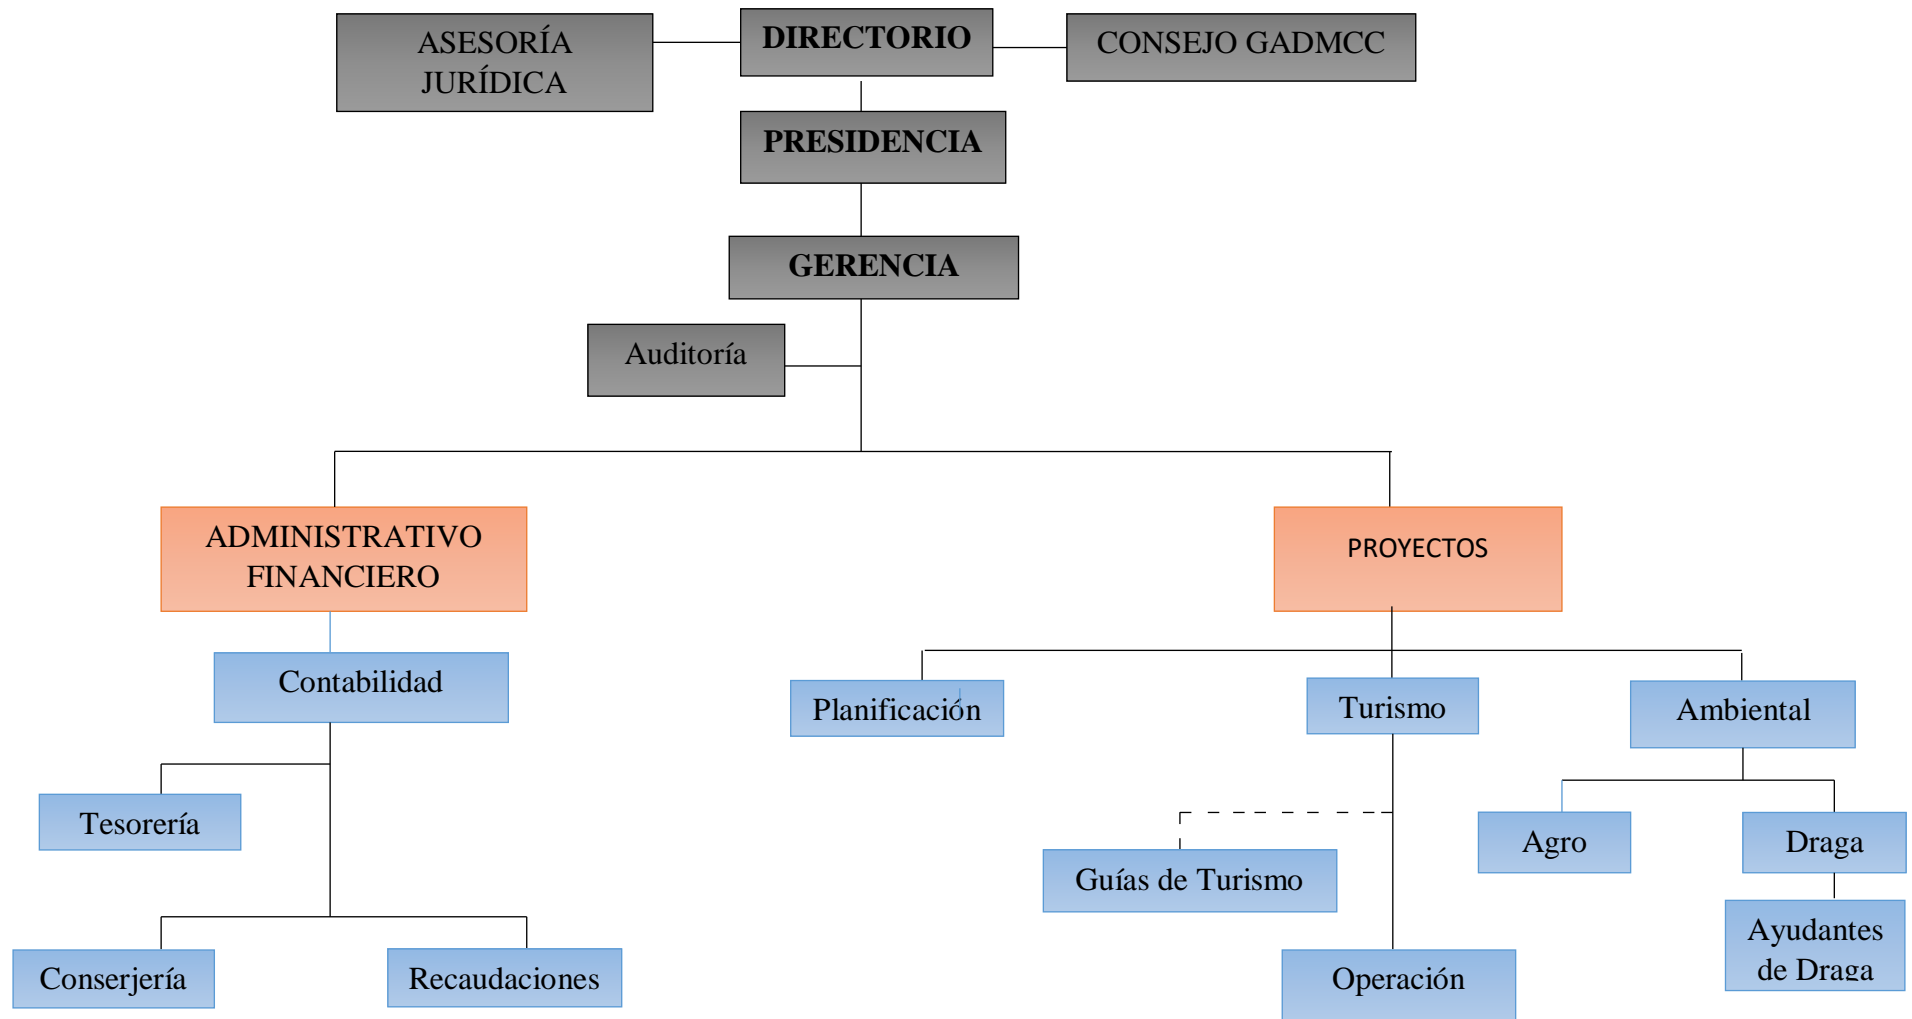 ASESORÍA
JURÍDICA
DIRECTORIO
CONSEJO GADMCC
PRESIDENCIA
GERENCIA
Auditoría
ADMINISTRATIVO
FINANCIERO
PROYECTOS
Contabilidad
Planificación
Turismo
Ambiental
Tesorería
Agro
Draga
Guías de Turismo
Conserjería
Recaudaciones
Operación
Ayudantes
de Draga